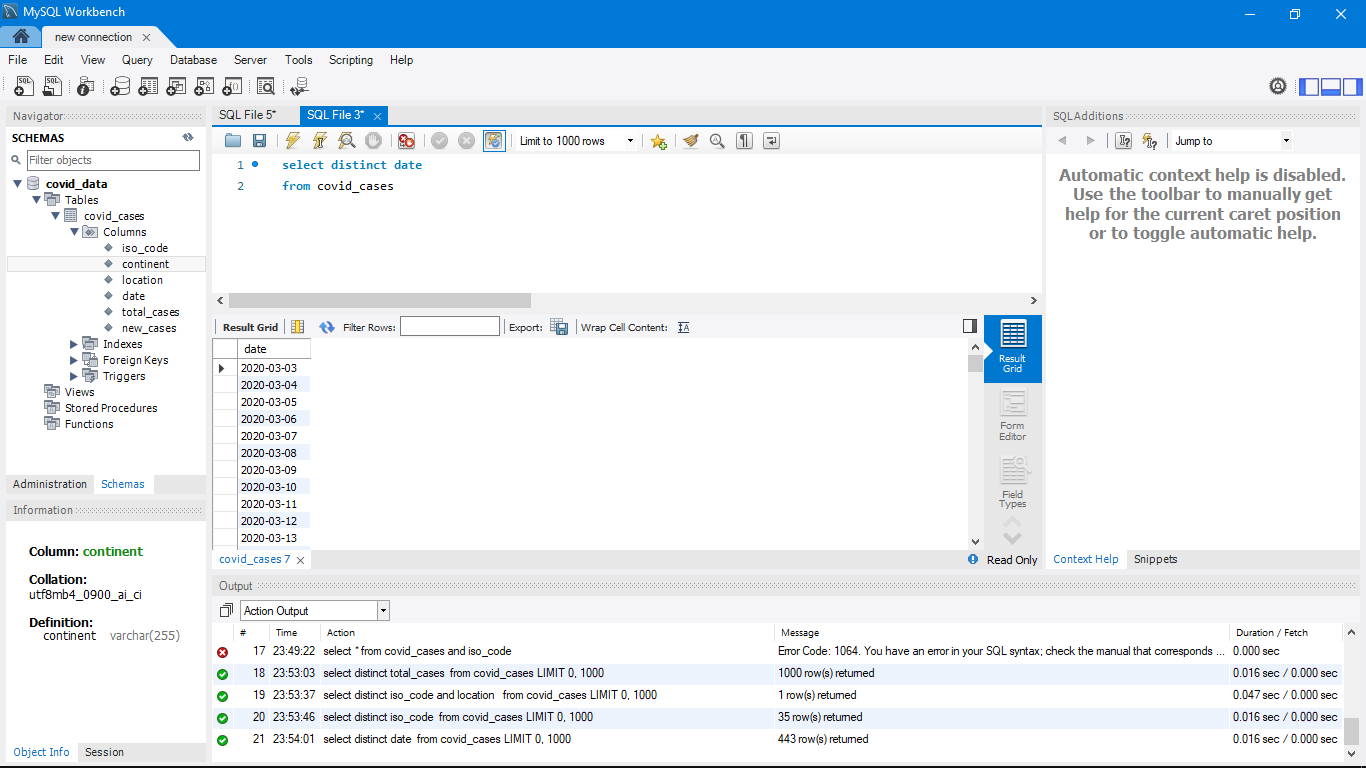 MySQL Workbench
new connection
File Edit View Query Database Server Tools Scripting Help
Navigator
SCHEMAS
Filter objects
covid_data
Tables
covid_cases
Columns
iso_code
continent
location
date
total_cases
new_cases
Indexes
Foreign Keys
Triggers
Views
Stored Procedures
Functions
Administration Schemas
Information
Column: continent
Collation:
utf8mb4_0900_ai_ci
Definition:
continent varchar(255)
Object Info Session
SQL File 5* SQL File 3*
Limit to 1000 rows
1 select distinct date
2 from covid_cases
Result Grid Filter Rows: Export: Wrap Cell Content:
date
2020-03-03
2020-03-04
2020-03-05
2020-03-06
2020-03-07
2020-03-08
2020-03-09
2020-03-10
2020-03-11
2020-03-12
2020-03-13
Result
Grid
Form
Editor
Field
Types
covid_cases 7 Read Only
SQLAdditions
Jump to
Automatic context help is disabled.
Use the toolbar to manually get
help for the current caret position
or to toggle automatic help.
Context Help Snippets
Output
Action Output
# Time Action Message Duration / Fetch
17 23:49:22 select * from covid_cases and iso_code Error Code: 1064. You have an error in your SQL syntax; check the manual that corresponds ... 0.000 sec
18 23:53:03 select distinct total_cases from covid_cases LIMIT 0, 1000 1000 row(s) returned 0.016 sec / 0.000 sec
19 23:53:37 select distinct iso_code and location from covid_cases LIMIT 0, 1000 1 row(s) returned 0.047 sec / 0.000 sec
20 23:53:46 select distinct iso_code from covid_cases LIMIT 0, 1000 35 row(s) returned 0.016 sec / 0.000 sec
21 23:54:01 select distinct date from covid_cases LIMIT 0, 1000 443 row(s) returned 0.016 sec / 0.000 sec